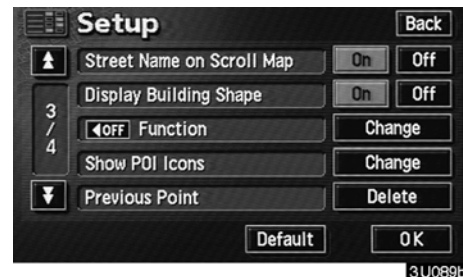 Setup Back
Street Name on Scroll Map On Off
Display Building Shape On Off
3/4
OFF Function Change
Show POI Icons Change
Previous Point Delete
Default OK
3U089b